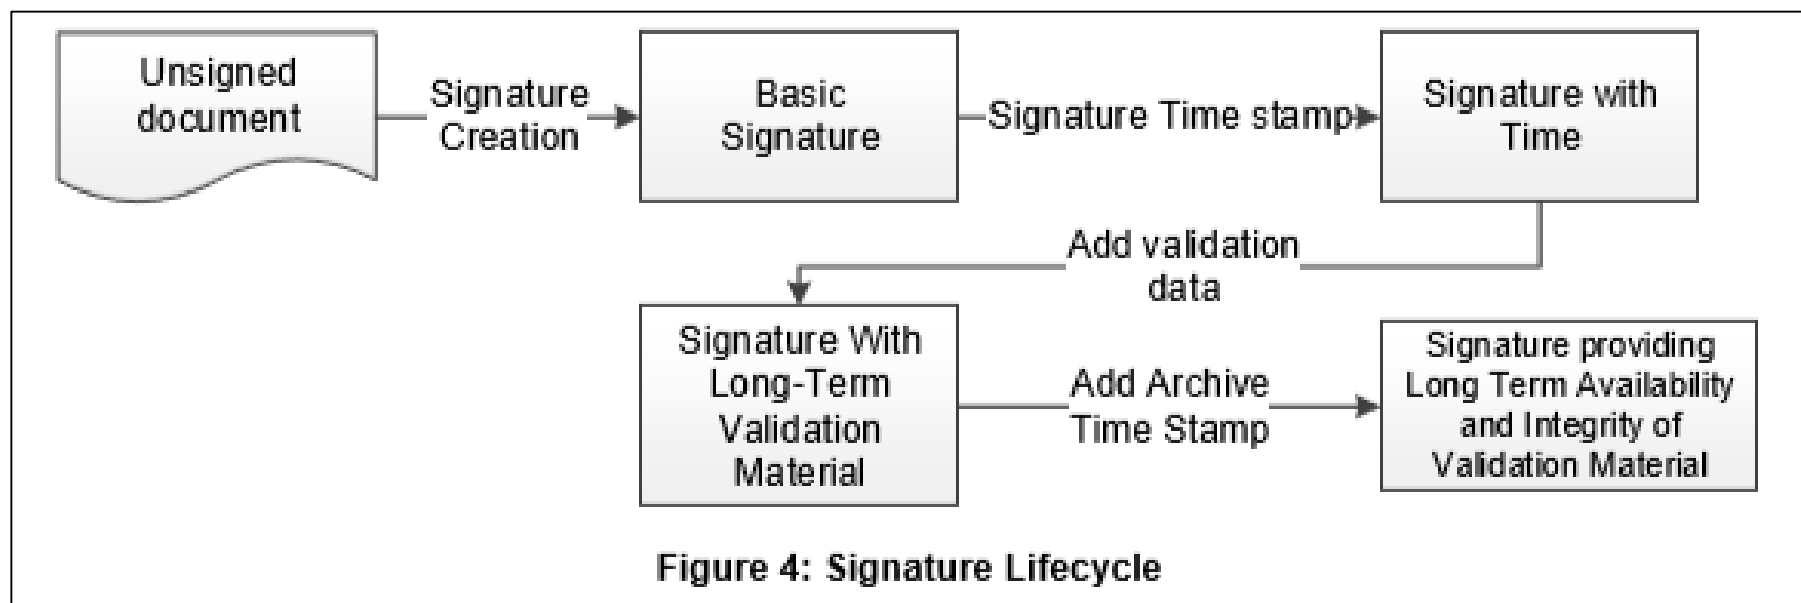 Unsigned
document
Signature
Creation
Basic
Signature
Signature Time stamp
Signature with
Time
Add validation
data
Signature With
Long-Term
Validation
Material
Add Archive
Time Stamp
Signature providing
Long Term Availability
and Integrity of
Validation Material
Figure 4: Signature Lifecycle